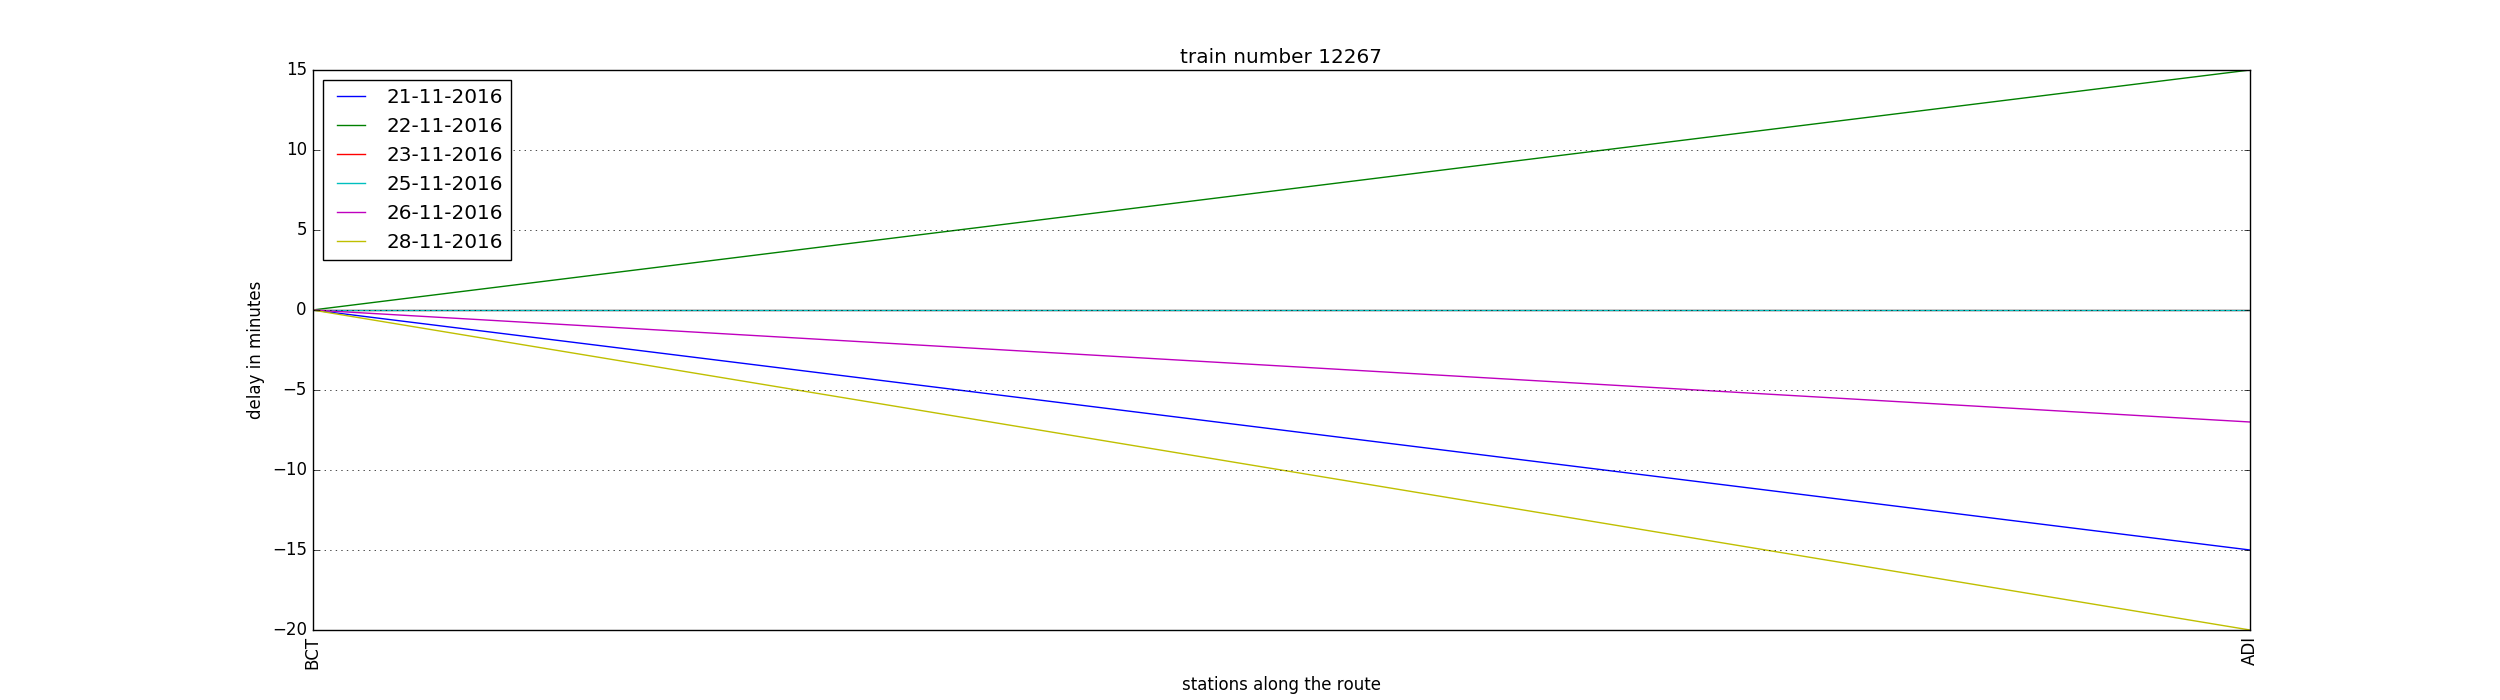 train number 12267
15
10
5
0
−5
−10
−15
−20
21-11-2016
22-11-2016
23-11-2016
25-11-2016
26-11-2016
28-11-2016
delay in minutes
BCT
ADI
stations along the route